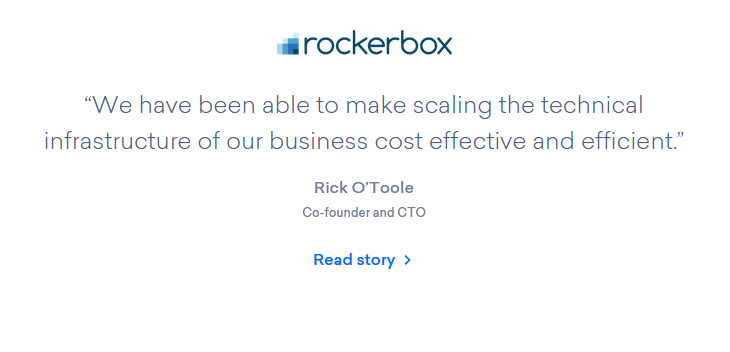 rockerbox
“We have been able to make scaling the technical
infrastructure of our business cost effective and efficient.”
Rick O’Toole
Co-founder and CTO
Read story